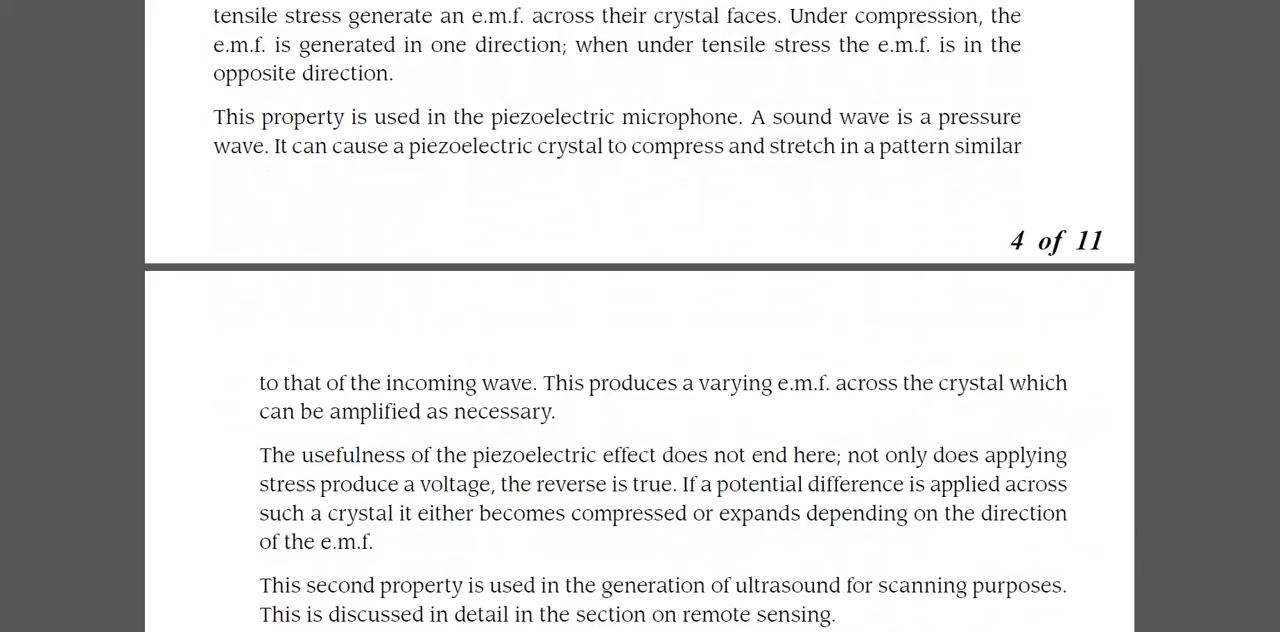 tensile stress generate an e.m.f. across their crystal faces. Under compression, the
e.m.f. is generated in one direction; when under tensile stress the e.m.f. is in the
opposite direction.
This property is used in the piezoelectric microphone. A sound wave is a pressure
wave. It can cause a piezoelectric crystal to compress and stretch in a pattern similar
4 of 11
to that of the incoming wave. This produces a varying e.m.f. across the crystal which
can be amplified as necessary.
The usefulness of the piezoelectric effect does not end here; not only does applying
stress produce a voltage, the reverse is true. If a potential difference is applied across
such a crystal it either becomes compressed or expands depending on the direction
of the e.m.f.
This second property is used in the generation of ultrasound for scanning purposes.
This is discussed in detail in the section on remote sensing.